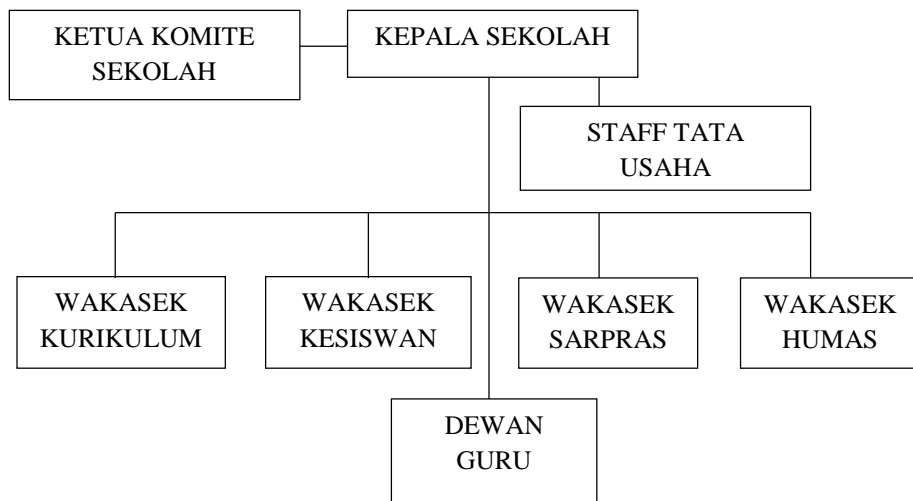 KETUA KOMITE
SEKOLAH
KEPALA SEKOLAH
STAFF TATA
USAHA
WAKASEK
KURIKULUM
WAKASEK
KESISWAN
WAKASEK
SARPRAS
WAKASEK
HUMAS
DEWAN
GURU